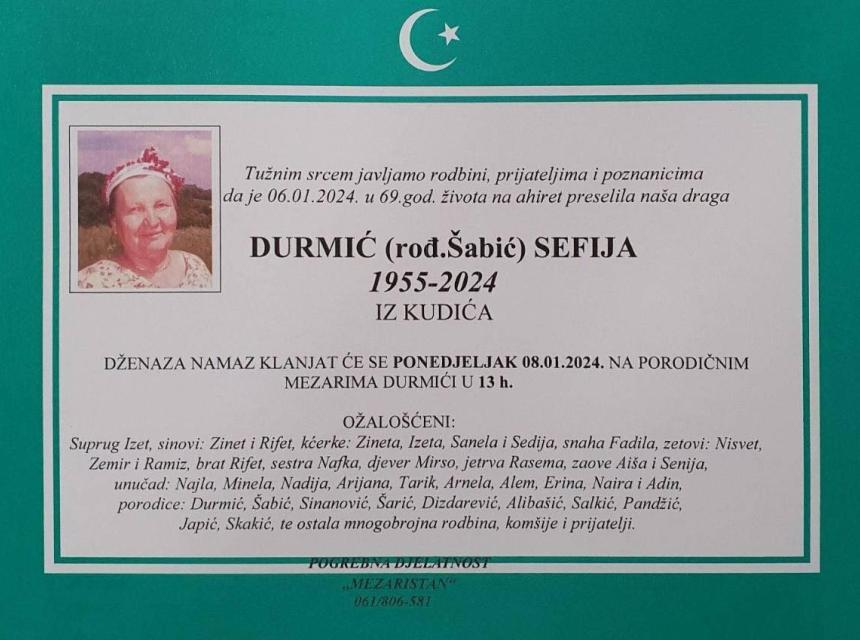 Tužnim srcem javljamo rodbini, prijateljima i poznanicima
da je 06.01.2024. u 69.god. života na ahiret preselila naša draga
DURMIĆ (rođ.Šabić) SEFIJA
1955-2024
IZ KUDIĆA
DŽENAZA NAMAZ KLANJAT ĆE SE PONEDJELJAK 08.01.2024. NA PORODIČNIM
MEZARIMA DURMIĆI U 13 h.
OŽALOŠĆENI:
Suprug Izet, sinovi: Zinet i Rifet, kćerke: Zineta, Izeta, Sanela i Sedija, snaha Fadila, zetovi: Nisvet,
Zemir i Ramiz, brat Rifet, sestra Nafka, djever Mirso, jetrva Rasema, zaove Aiša i Senija,
unučad: Najla, Minela, Nadija, Arijana, Tarik, Arnela, Alem, Erina, Naira i Adin,
porodice: Durmić, Šabić, Sinanović, Šarić, Dizdarević, Alibašić, Salkić, Pandžić,
Japić, Skakić, te ostala mnogobrojna rodbina, komšije i prijatelji.
POGREBNA DJELATNOST
„MEZARISTAN“
061/806-581